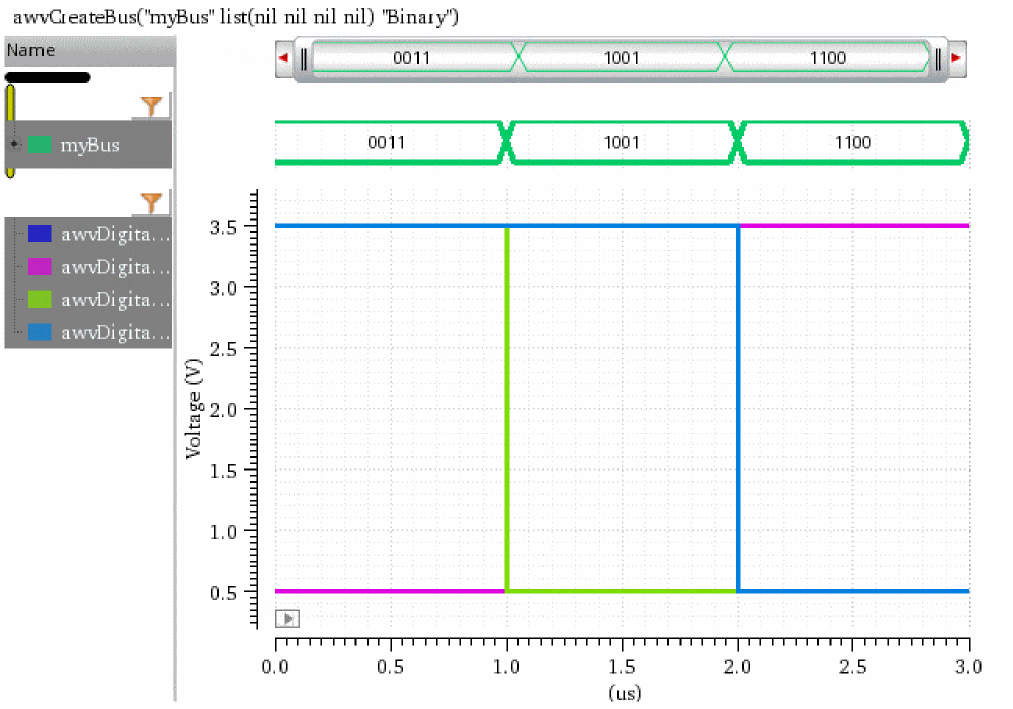 awvCreateBus("myBus" list(nil nil nil nil) "Binary")
Name
0011 1001 1100
myBus
0011 1001 1100
awvDigita...
awvDigita...
awvDigita...
awvDigita...
Voltage (V)
3.5
3.0
2.5
2.0
1.5
1.0
0.5
0.0 0.5 1.0 1.5 2.0 2.5 3.0
(us)